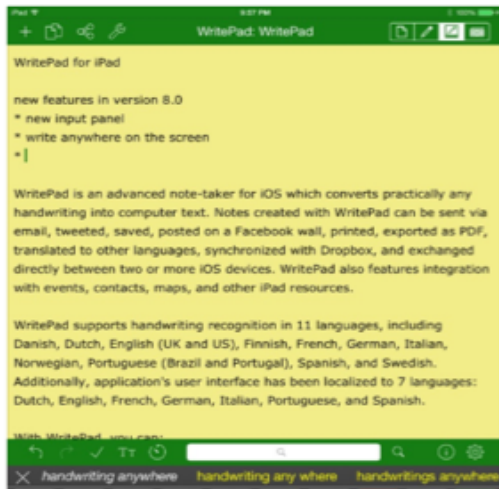 iPad
9:37 PM
100%
WritePad: WritePad
WritePad for iPad
new features in version 8.0
* new input panel
* write anywhere on the screen
*
WritePad is an advanced note-taker for iOS which converts practically any
handwriting into computer text. Notes created with WritePad can be sent via
email, tweeted, saved, posted on a Facebook wall, printed, exported as PDF,
translated to other languages, synchronized with Dropbox, and exchanged
directly between two or more iOS devices. WritePad also features integration
with events, contacts, maps, and other iPad resources.
WritePad supports handwriting recognition in 11 languages, including
Danish, Dutch, English (UK and US), Finnish, French, German, Italian,
Norwegian, Portuguese (Brazil and Portugal), Spanish, and Swedish.
Additionally, application's user interface has been localized to 7 languages:
Dutch, English, French, German, Italian, Portuguese, and Spanish.
With WritePad, you can:
handwriting anywhere handwriting any where handwritings anywhere